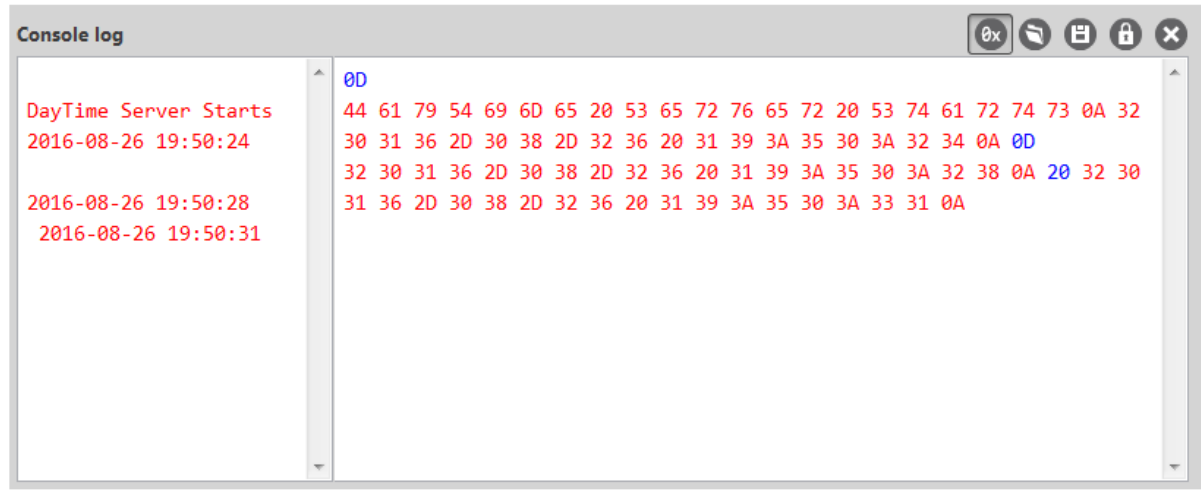 Console log
0x
DayTime Server Starts
2016-08-26 19:50:24
2016-08-26 19:50:28
2016-08-26 19:50:31
0D
44 61 79 54 69 6D 65 20 53 65 72 76 65 72 20 53 74 61 72 74 73 0A 32
30 31 36 2D 30 38 2D 32 36 20 31 39 3A 35 30 3A 32 34 0A 0D
32 30 31 36 2D 30 38 2D 32 36 20 31 39 3A 35 30 3A 32 38 0A 20 32 30
31 36 2D 30 38 2D 32 36 20 31 39 3A 35 30 3A 33 31 0A